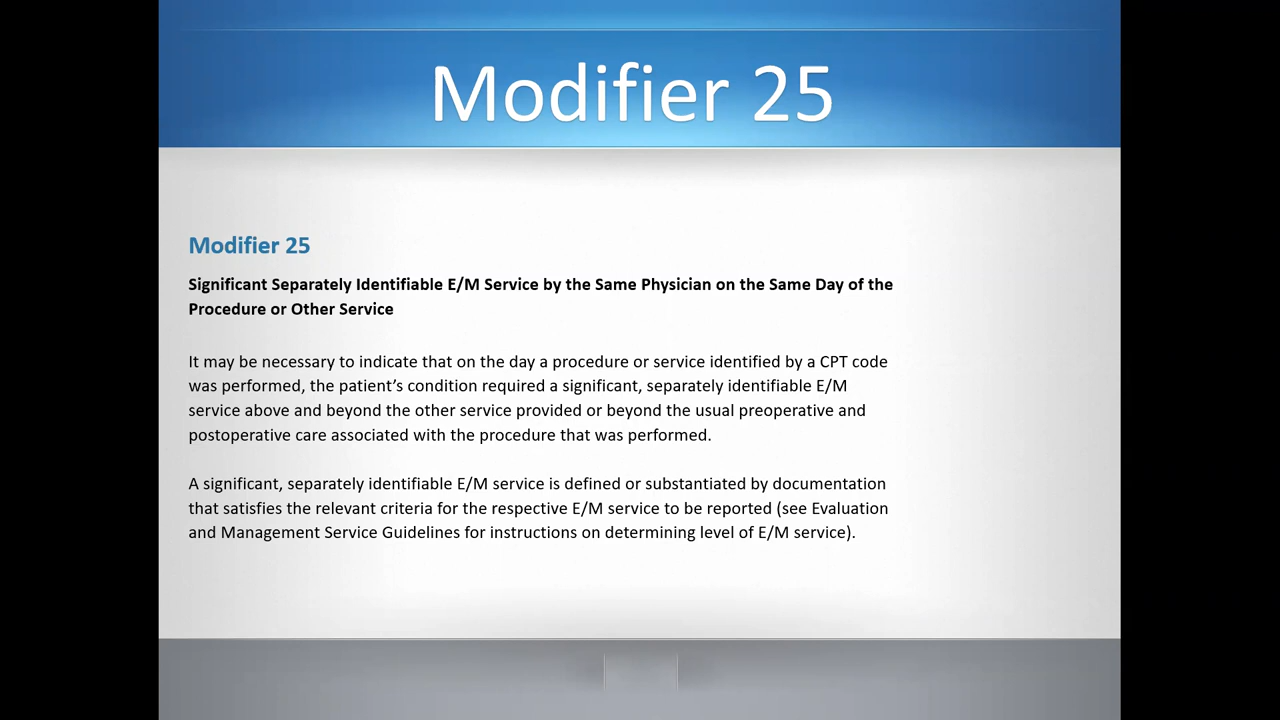 Modifier 25
Modifier 25
Significant Separately Identifiable E/M Service by the Same Physician on the Same Day of the
Procedure or Other Service
It may be necessary to indicate that on the day a procedure or service identified by a CPT code
was performed, the patient’s condition required a significant, separately identifiable E/M
service above and beyond the other service provided or beyond the usual preoperative and
postoperative care associated with the procedure that was performed.
A significant, separately identifiable E/M service is defined or substantiated by documentation
that satisfies the relevant criteria for the respective E/M service to be reported (see Evaluation
and Management Service Guidelines for instructions on determining level of E/M service).